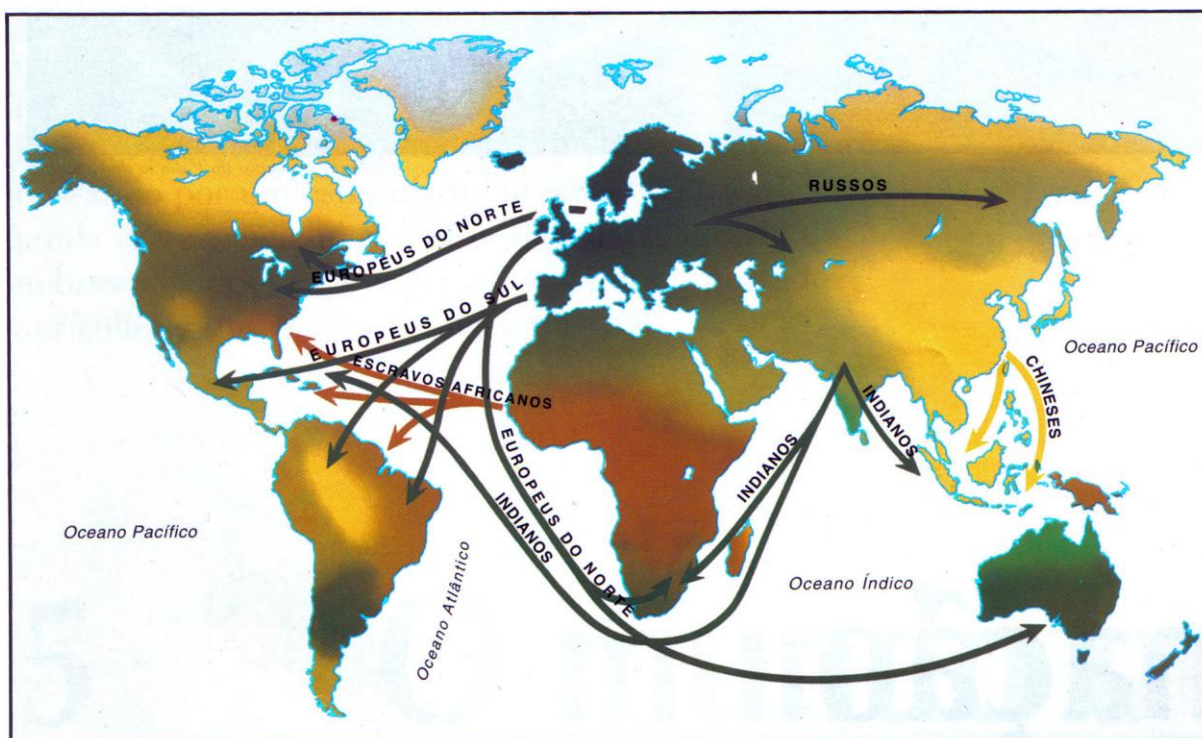 RUSSOS
EUROPEUS DO NORTE
EUROPEUS DO SUL
ESCRAVOS AFRICANOS
Oceano Pacífico
CHINESES
INDIANOS
INDIANOS
EUROPEUS DO NORTE
INDIANOS
Oceano Pacífico
Oceano Atlântico
Oceano Índico